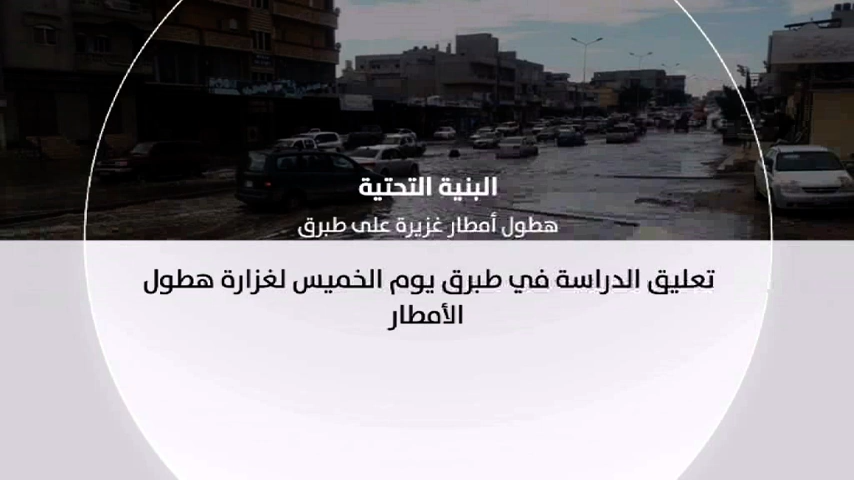 البنية التحتية
هطول أمطار غزيرة على طبرق
تعليق الدراسة في طبرق يوم الخميس لغزارة هطول
الأمطار